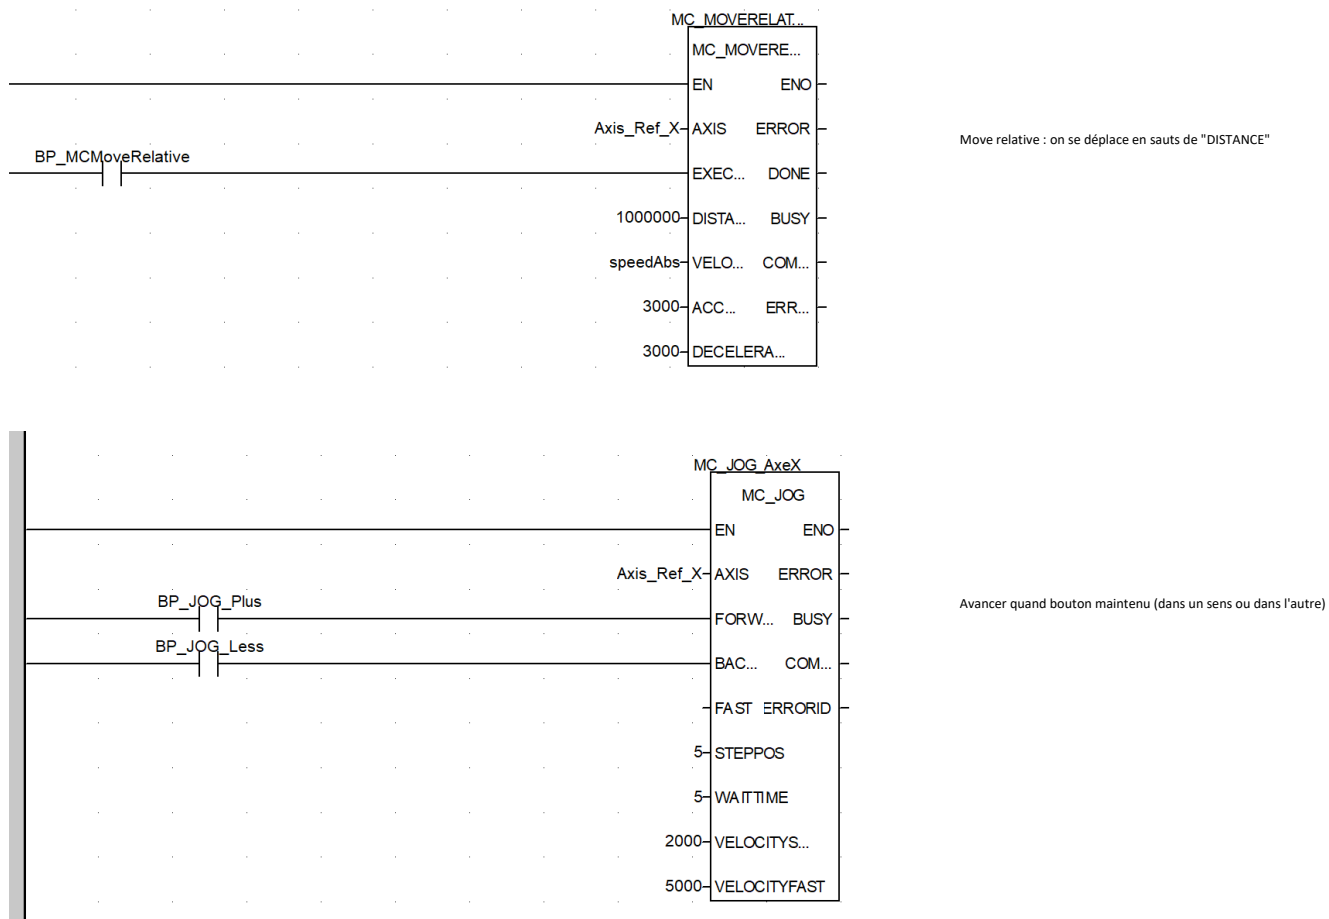 MC_MOVERELAT...
MC_MOVERE...
EN ENO
Axis_Ref_X AXIS ERROR
Move relative : on se déplace en sauts de "DISTANCE"
BP_MCMoveRelative
EXEC... DONE
1000000 DISTA... BUSY
speedAbs VELO... COM...
3000 ACC... ERR...
3000 DECELERA...
MC_JOG_AxeX
MC_JOG
EN ENO
Axis_Ref_X AXIS ERROR
BP_JOG_Plus
Avancer quand bouton maintenu (dans un sens ou dans l'autre)
FORW... BUSY
BP_JOG_Less
BAC... COM...
FAST ERRORID
5 STEPPOS
5 WAITTIME
2000 VELOCITYS...
5000 VELOCITYFAST